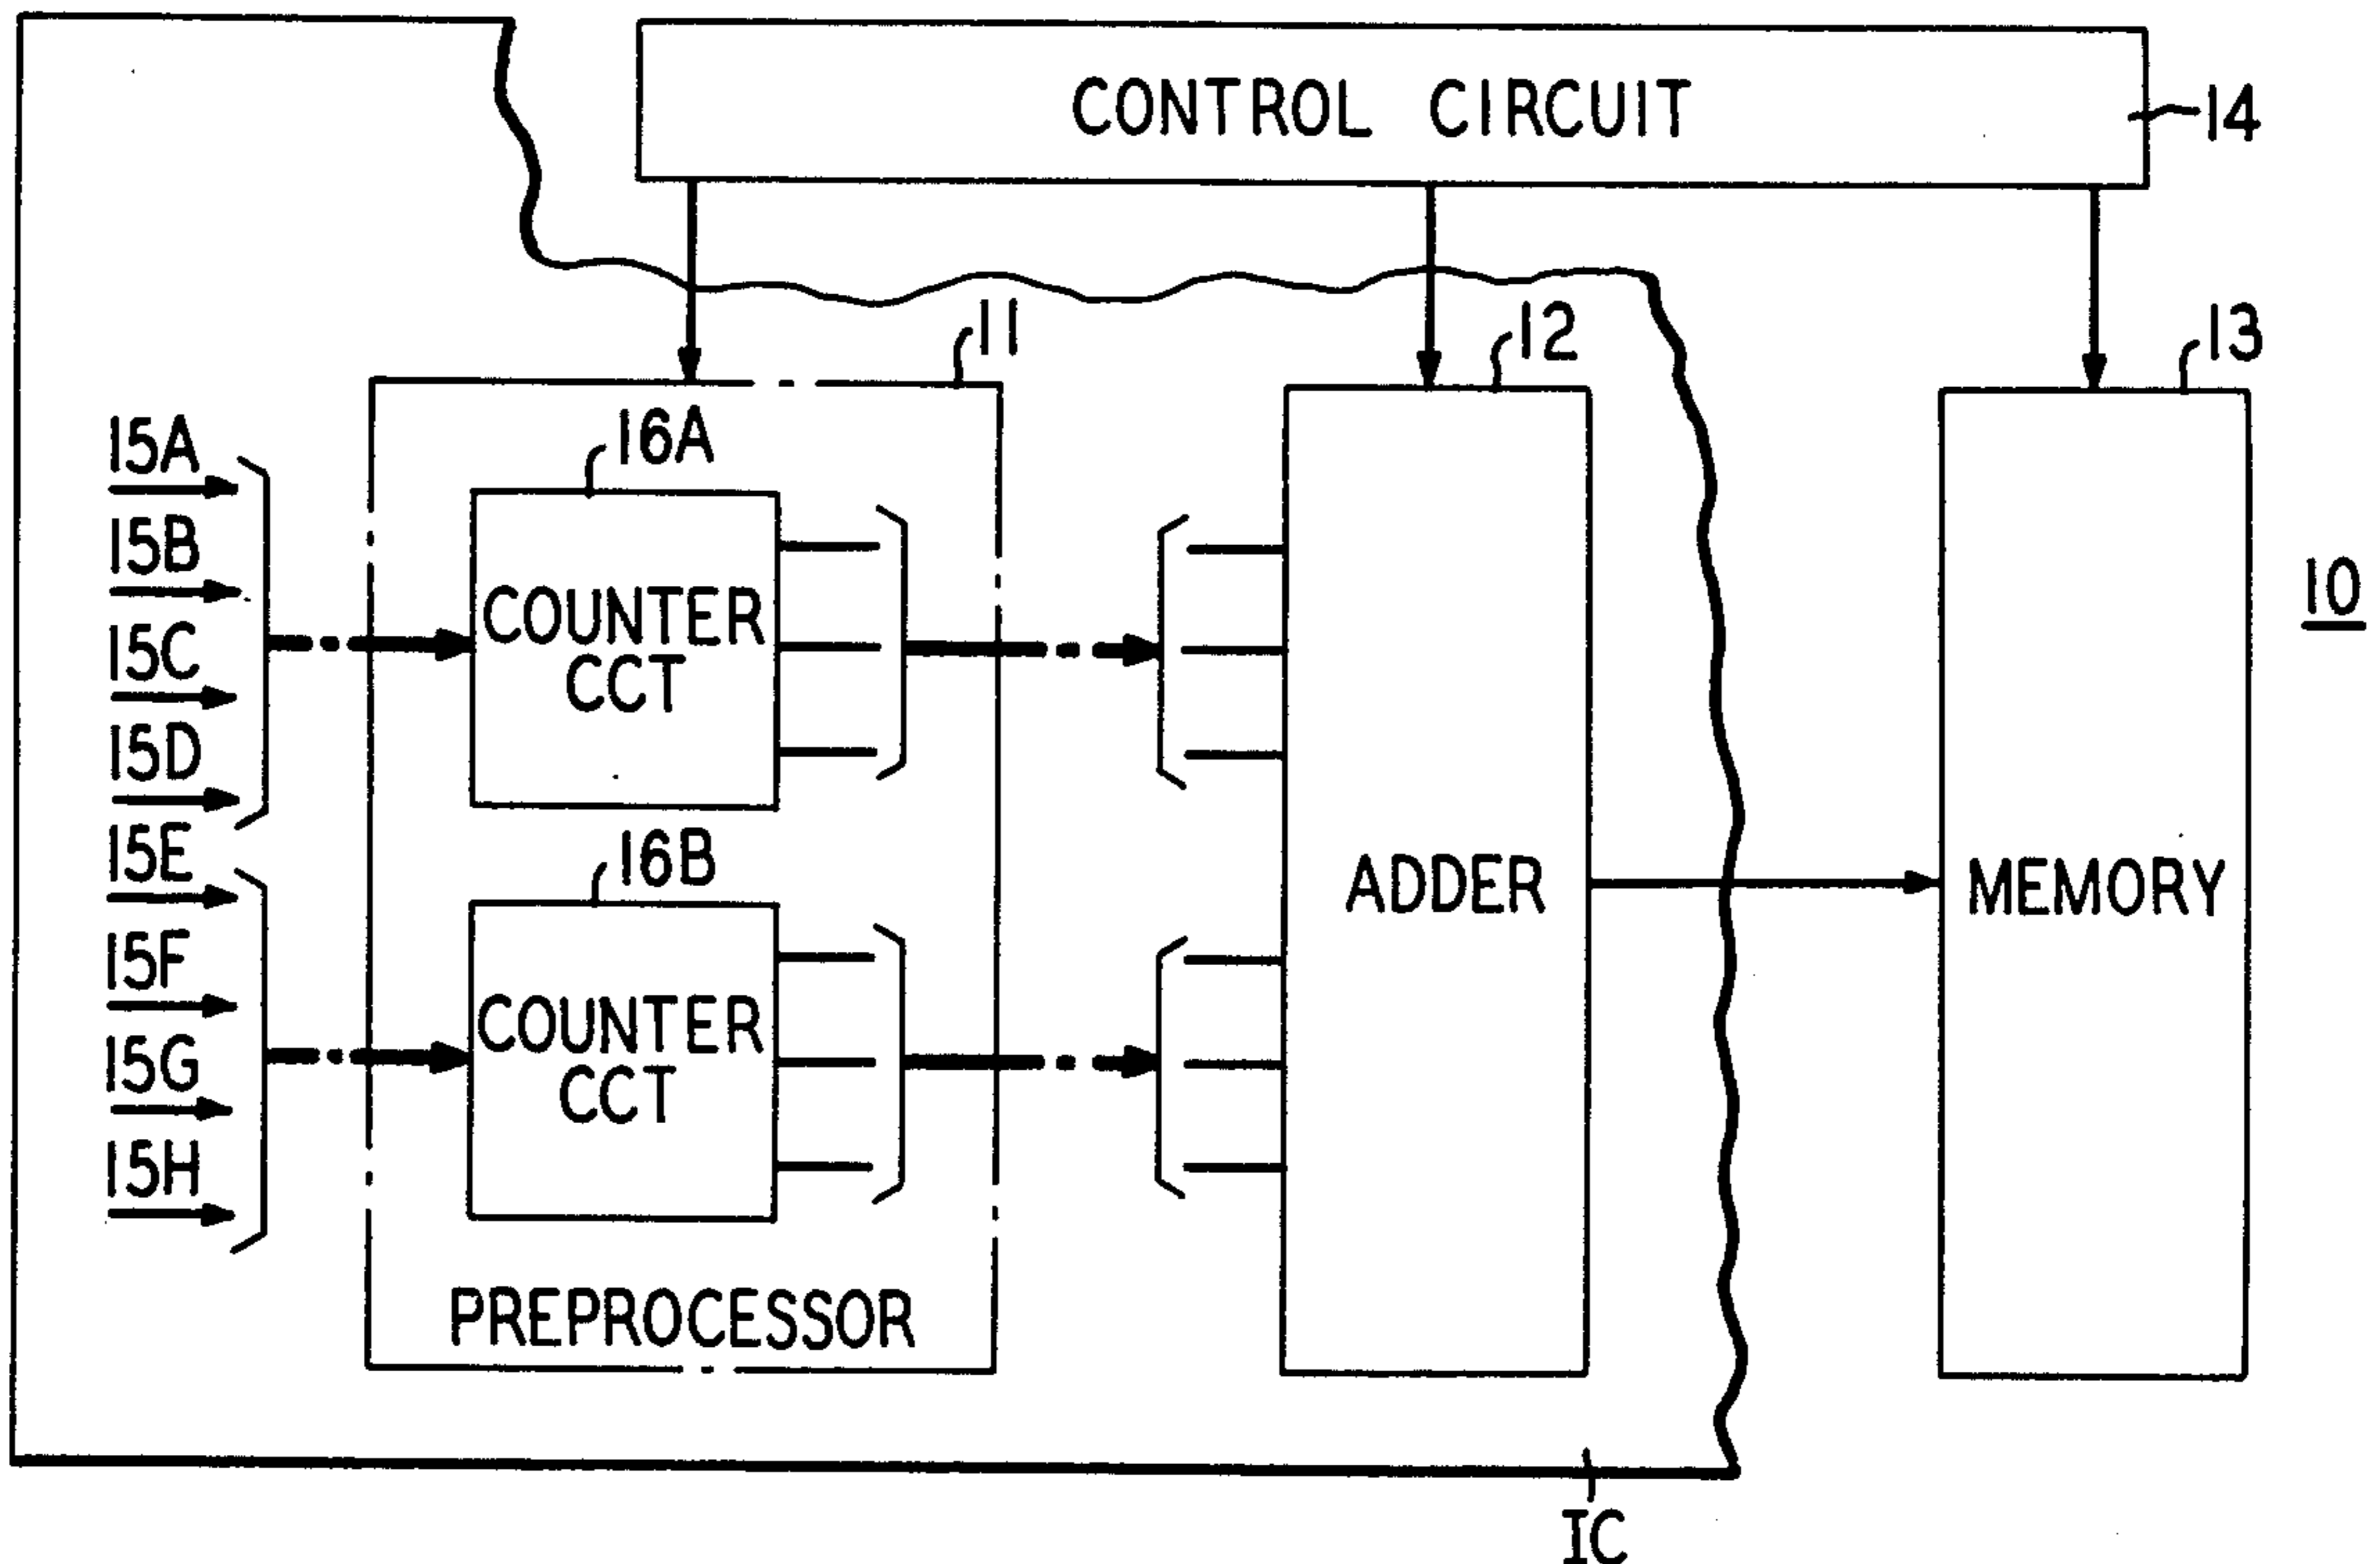 CONTROL CIRCUIT
14
11
12
13
15A
16A
15B
10
COUNTER
CCT
15C
15D
15E
16B
ADDER
MEMORY
15F
COUNTER
CCT
15G
15H
PREPROCESSOR
IC